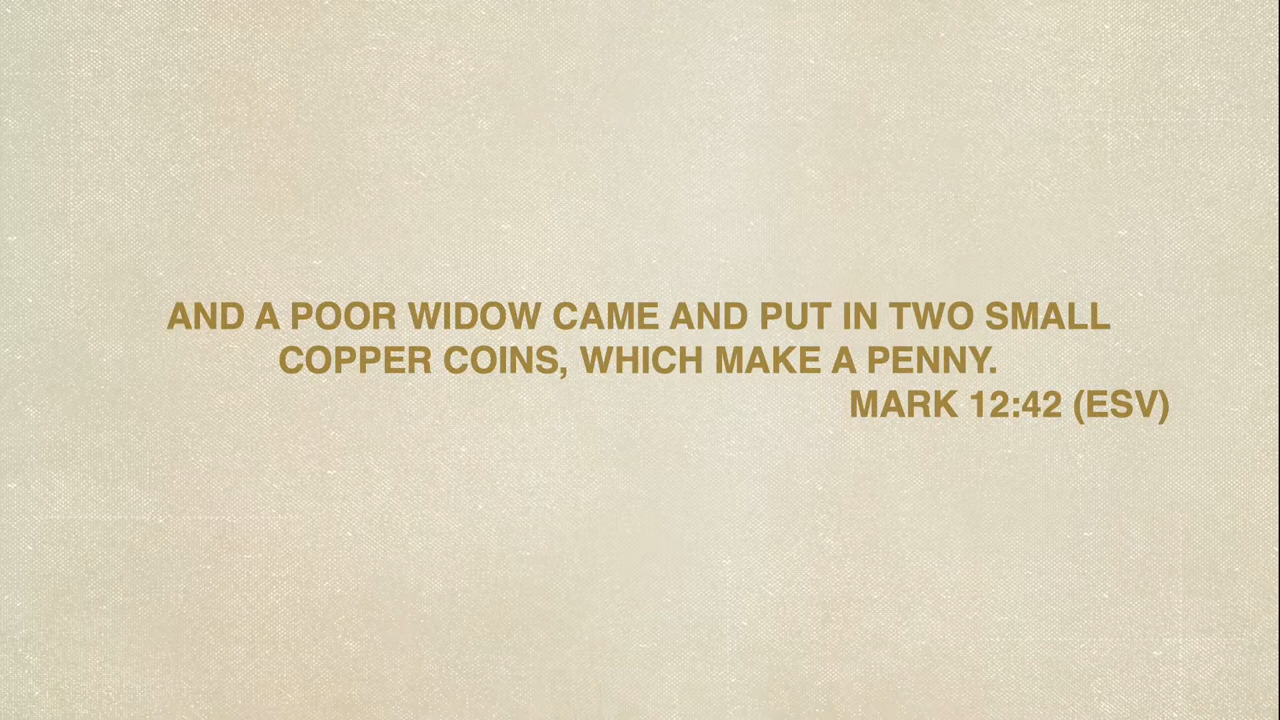 AND A POOR WIDOW CAME AND PUT IN TWO SMALL
COPPER COINS, WHICH MAKE A PENNY.
MARK 12:42 (ESV)